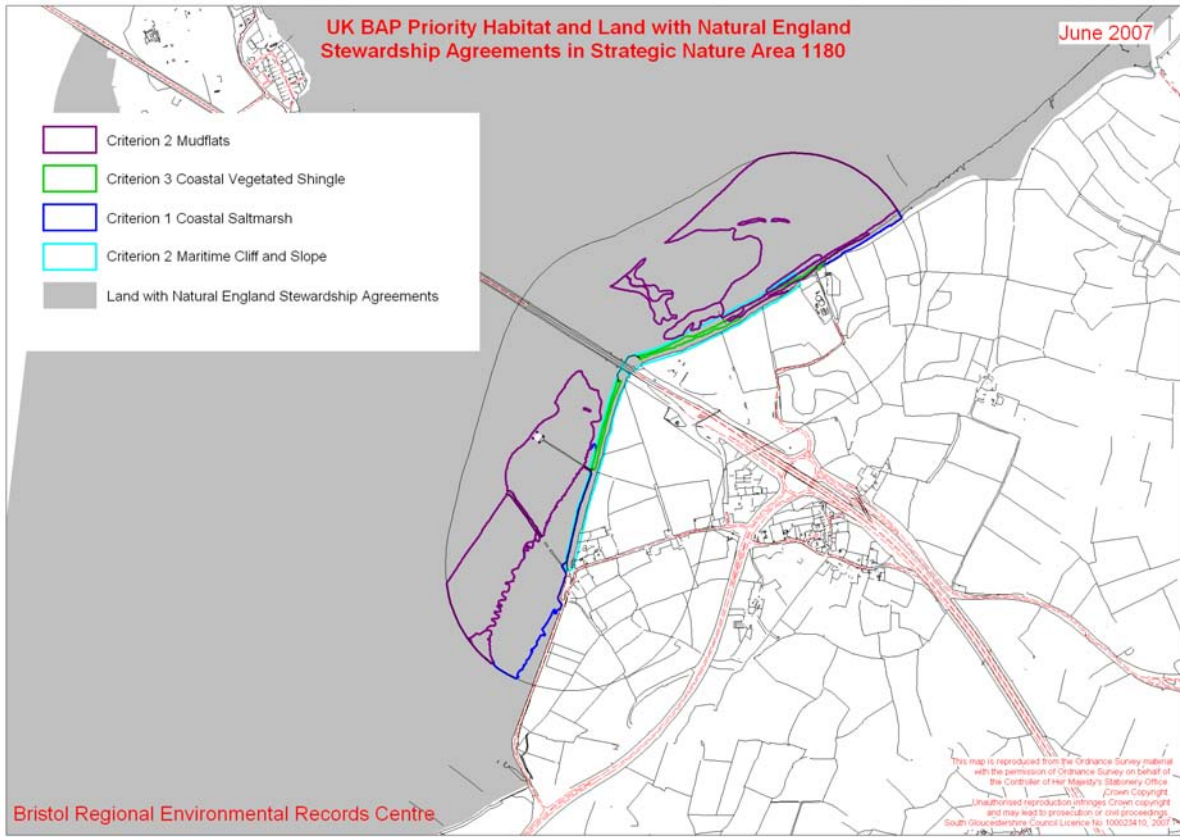 UK BAP Priority Habitat and Land with Natural England
Stewardship Agreements in Strategic Nature Area 1180
June 2007
Criterion 2 Mudflats
Criterion 3 Coastal Vegetated Shingle
Criterion 1 Coastal Saltmarsh
Criterion 2 Maritime Cliff and Slope
Land with Natural England Stewardship Agreements
This map is reproduced from the Ordnance Survey material
with the permission of Ordnance Survey on behalf of
the Controller of Her Majesty's Stationery Office
Crown Copyright.
Unauthorised reproduction infringes Crown copyright
and may lead to prosecution or civil proceedings
South Gloucestershire Council Licence No 100023410, 2007
Bristol Regional Environmental Records Centre